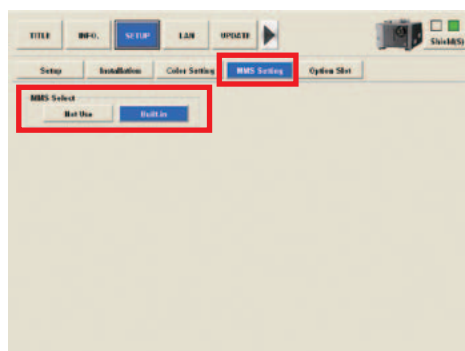 TITLE INFO. SETUP LAN UPDATE Shield(S)
Setup Installation Color Setting MMS Setting Option Slot
MMS Select
Not Use Built in